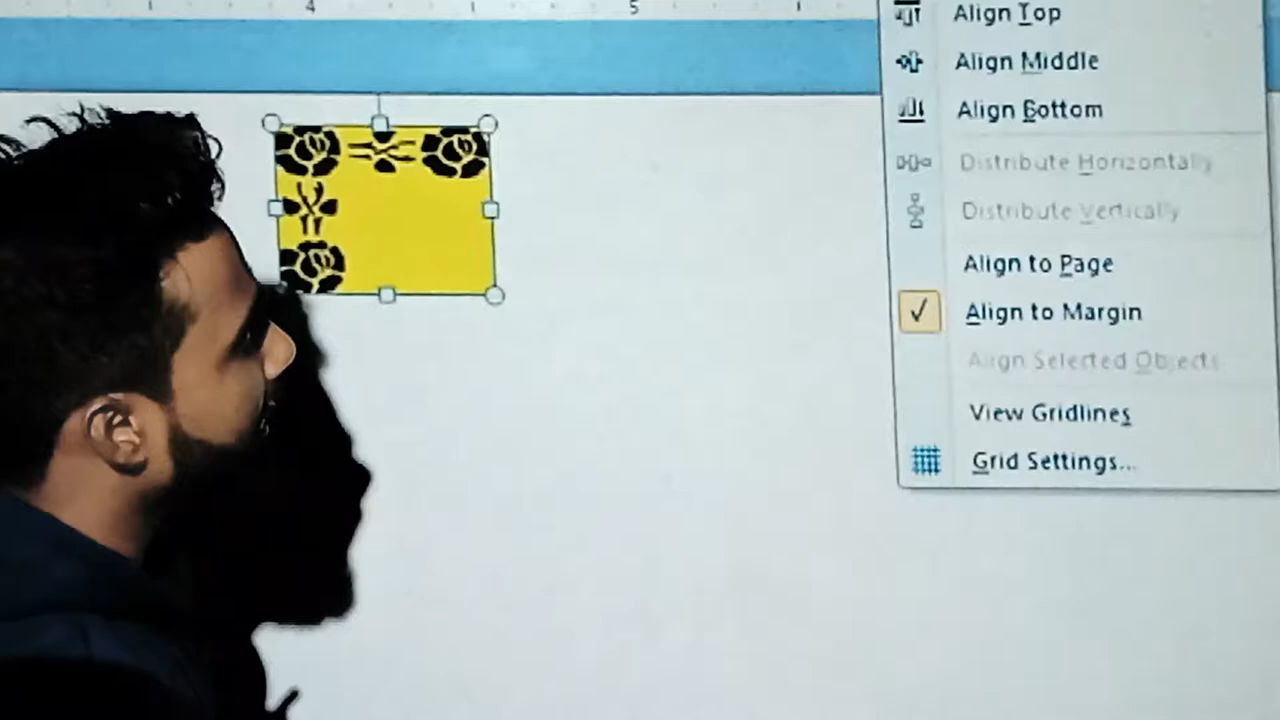 4
5
Align Top
Align Middle
Align Bottom
Distribute Horizontally
Distribute Vertically
Align to Page
Align to Margin
Align Selected Objects
View Gridlines
Grid Settings...